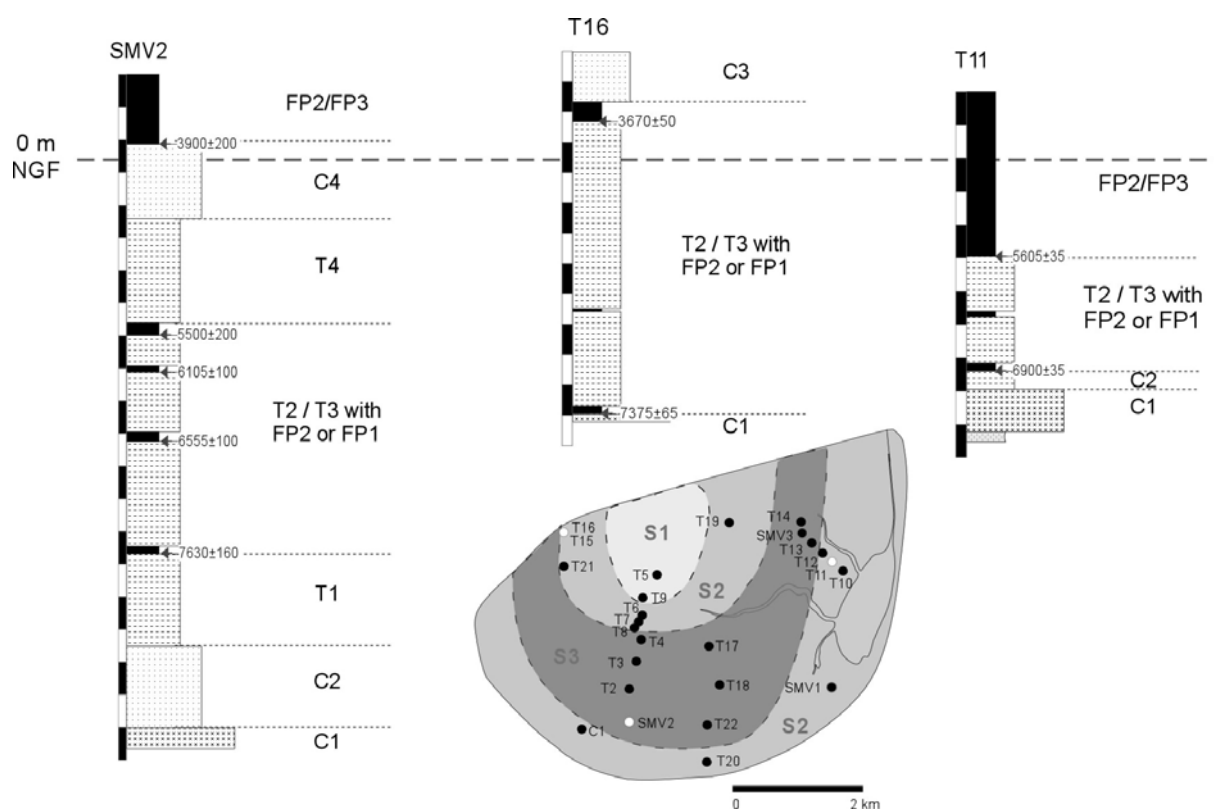 SMV2
FP2/FP3
3900±200
0 m
NGF
C4
T4
5500±200
6105±100
T2 / T3 with
FP2 or FP1
6555±100
7630±160
T1
C2
C1
T16
C3
3670±50
T2 / T3 with
FP2 or FP1
7375±65
C1
T11
FP2/FP3
5605±35
T2 / T3 with
FP2 or FP1
6900±35
C2
C1
T16
T15
T21
S1
T19
T14
SMV3
T13
T12
T11
T10
T5
T9
S2
T6
T7
T8
T4
S3
T3
T17
T2
T18
SMV1
SMV2
C1
T22
S2
T20
0
2 km